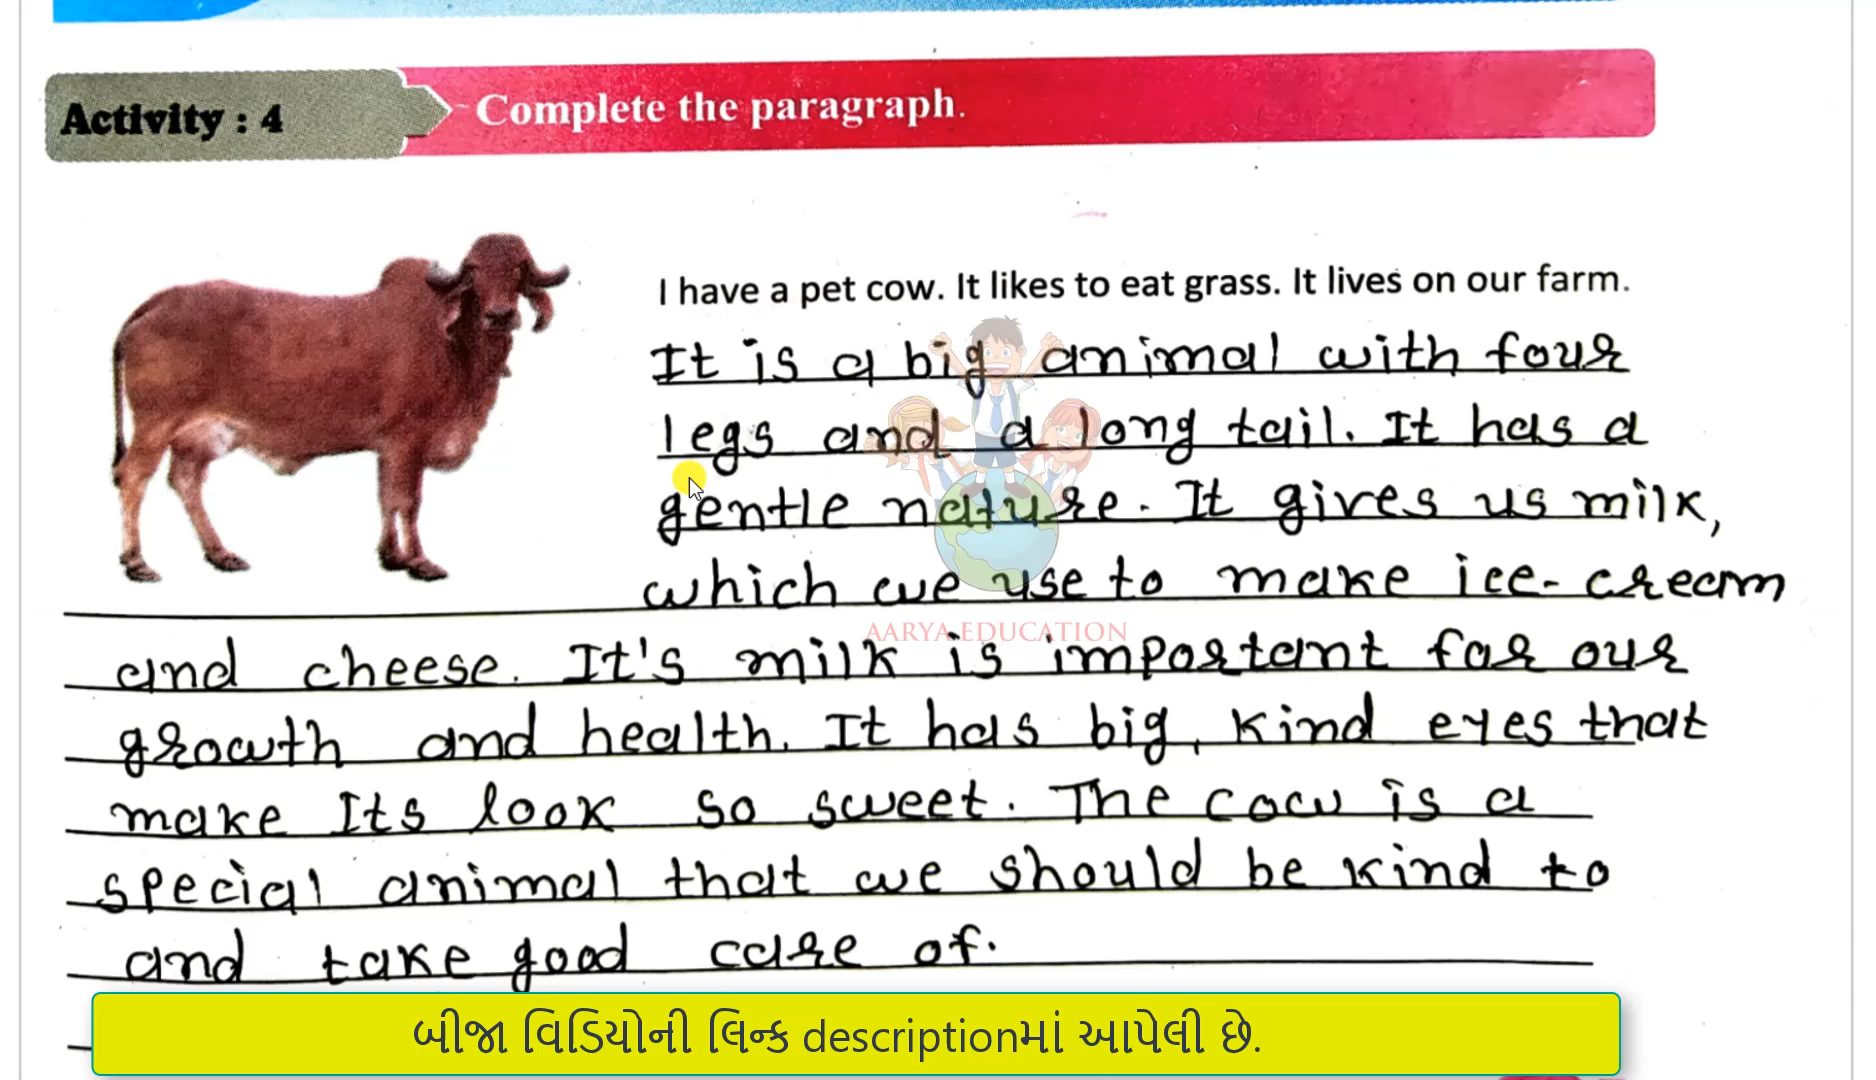 Activity : 4
Complete the paragraph.
I have a pet cow. It likes to eat grass. It lives on our farm.
It is a big animal with four
legs and a long tail. It has a
gentle nature. It gives us milk,
which we use to make ice-cream
AARYA EDUCATION
and cheese. It's milk is important for our
growth and health. It has big, kind eyes that
make Its look so sweet. The cow is a
special animal that we should be kind to
and take good care of.
બીજા વિડિયોની લિન્ક descriptionમાં આપેલી છે.